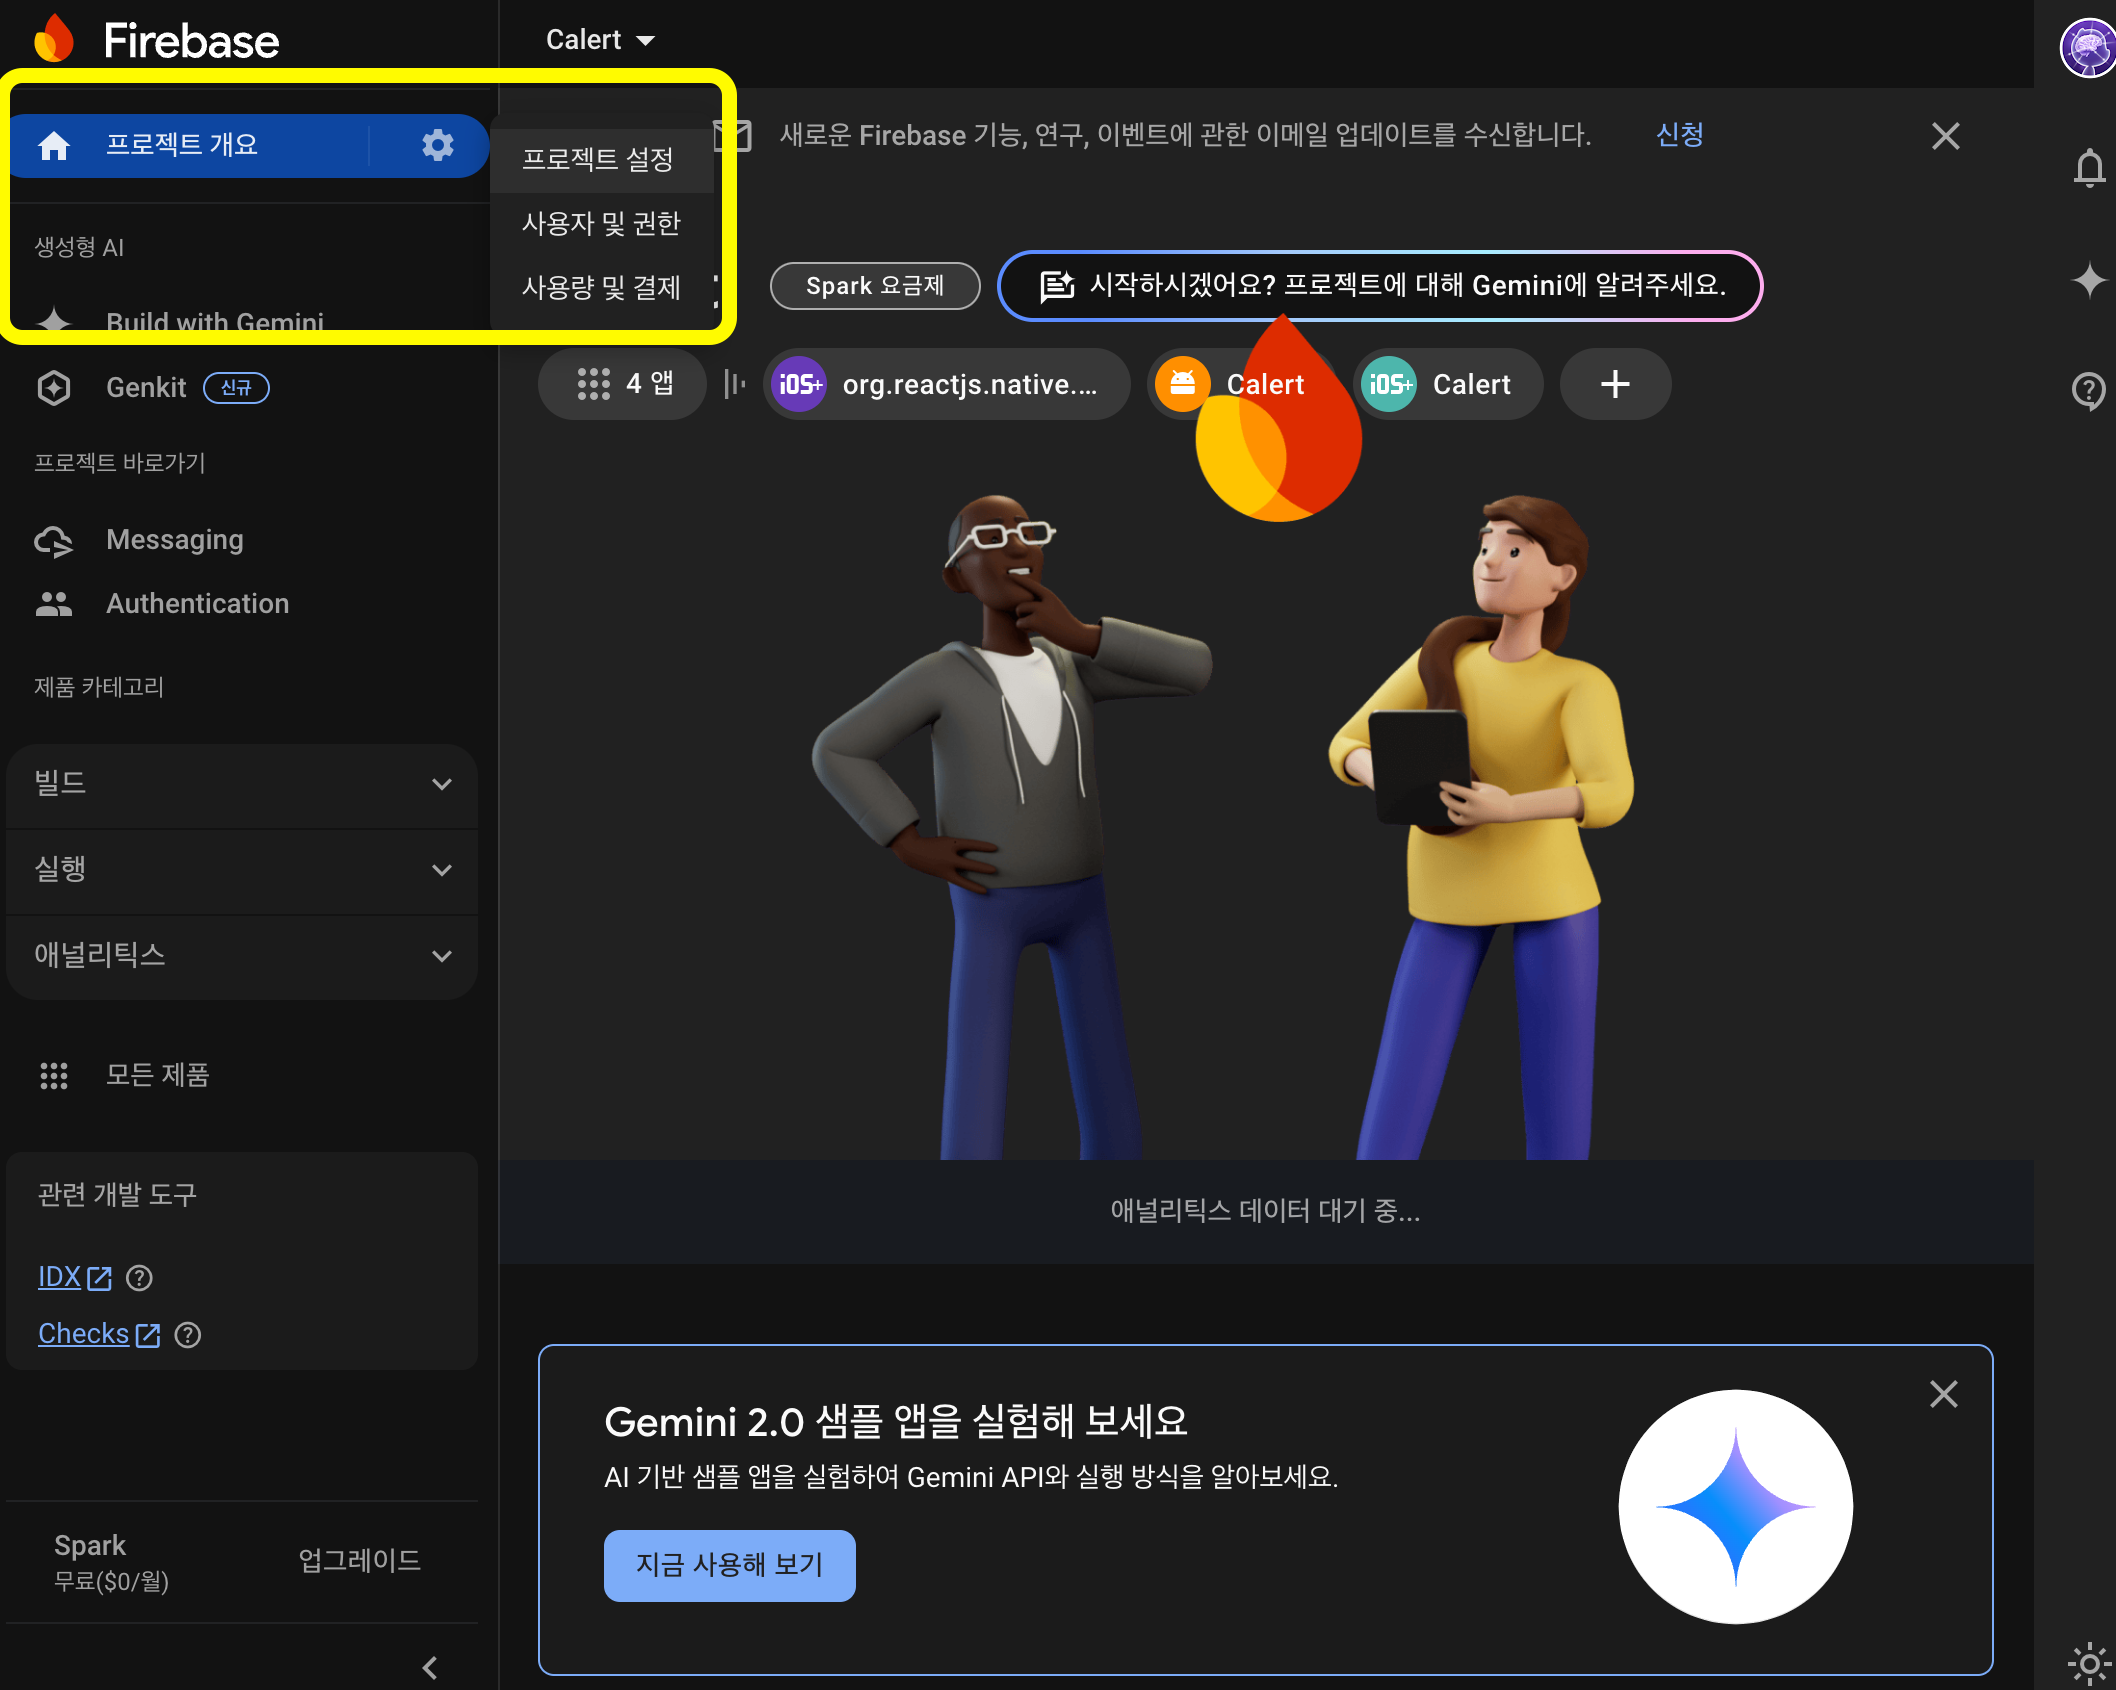 Firebase
Calert
프로젝트 개요
프로젝트 설정
사용자 및 권한
사용량 및 결제
새로운 Firebase 기능, 연구, 이벤트에 관한 이메일 업데이트를 수신합니다.
신청
생성형 AI
Build with Gemini
Genkit
신규
프로젝트 바로가기
Messaging
Authentication
제품 카테고리
빌드
실행
애널리틱스
모든 제품
관련 개발 도구
IDX
Checks
Spark
무료($0/월)
업그레이드
Spark 요금제
시작하시겠어요? 프로젝트에 대해 Gemini에 알려주세요.
4 앱
iOS+
org.reactjs.native....
Calert
iOS+
Calert
애널리틱스 데이터 대기 중...
Gemini 2.0 샘플 앱을 실험해 보세요
AI 기반 샘플 앱을 실험하여 Gemini API와 실행 방식을 알아보세요.
지금 사용해 보기